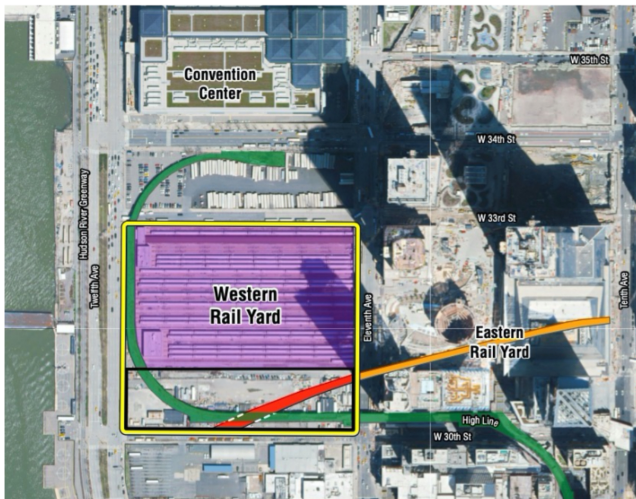 Convention
Center
W 35th St
W 34th St
Hudson River Greenway
W 33rd St
Twelfth Ave
Western
Rail Yard
Eleventh Ave
Tenth Ave
Eastern
Rail Yard
High Line
W 30th St